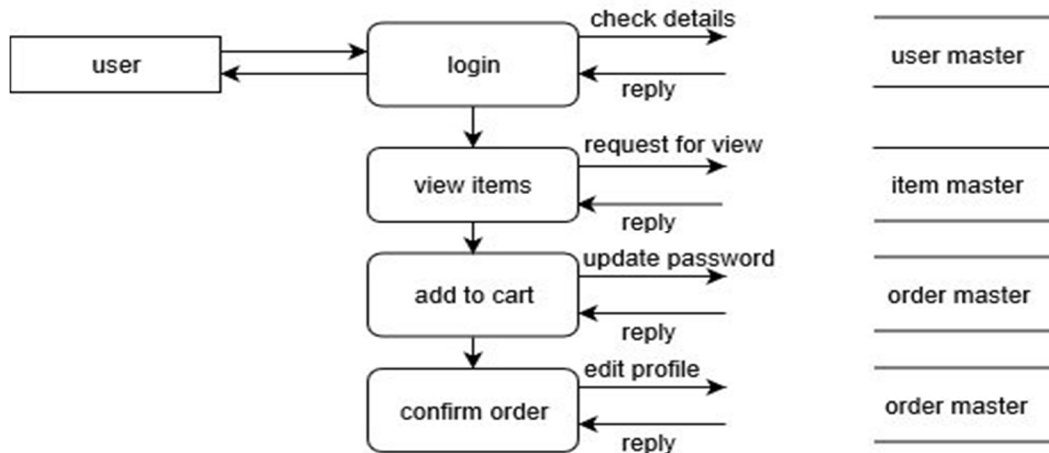 check details
user
login
user master
reply
request for view
view items
item master
reply
update password
add to cart
order master
reply
edit profile
confirm order
order master
reply